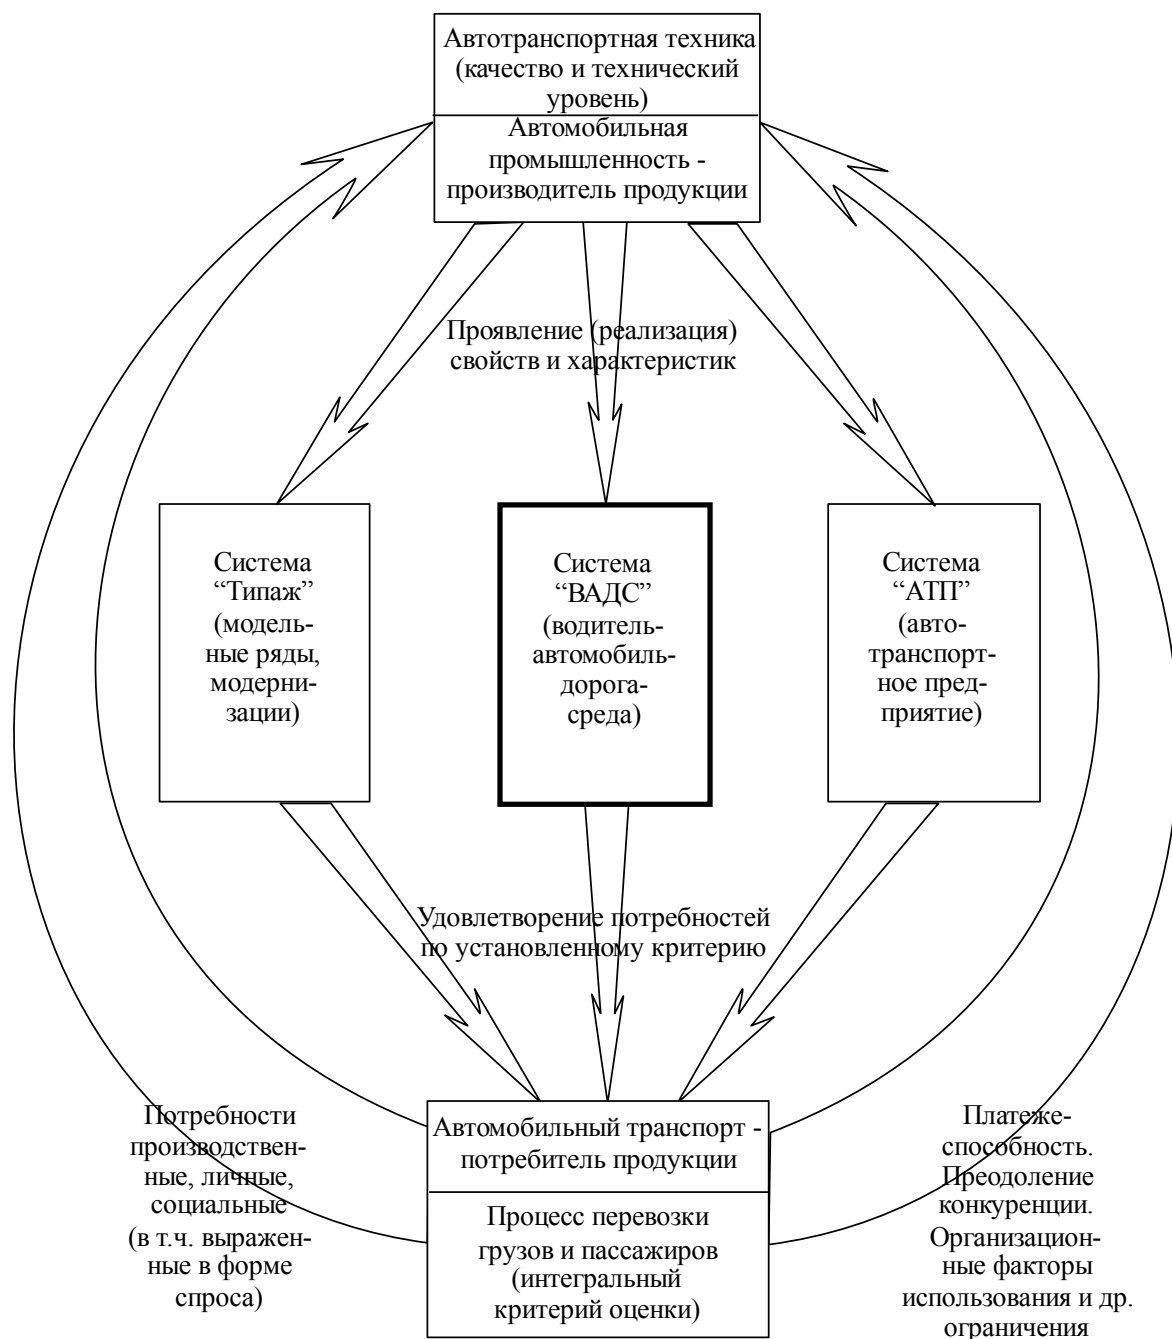 Автотранспортная техника
(качество и технический
уровень)
Автомобильная
промышленность -
производитель продукции
Проявление (реализация)
свойств и характеристик
Система
“Типаж”
(модель-
ные ряды,
модерни-
зации)
Система
“ВАДС”
(водитель-
автомобиль-
дорога-
среда)
Система
“АТП”
(авто-
транспорт-
ное пред-
приятие)
Удовлетворение потребностей
по установленному критерию
Потребности
производствен-
ные, личные,
социальные
(в т.ч. выражен-
ные в форме
спроса)
Автомобильный транспорт -
потребитель продукции
Процесс перевозки
грузов и пассажиров
(интегральный
критерий оценки)
Платеже-
способность.
Преодоление
конкуренции.
Организацион-
ные факторы
использования и др.
ограничения